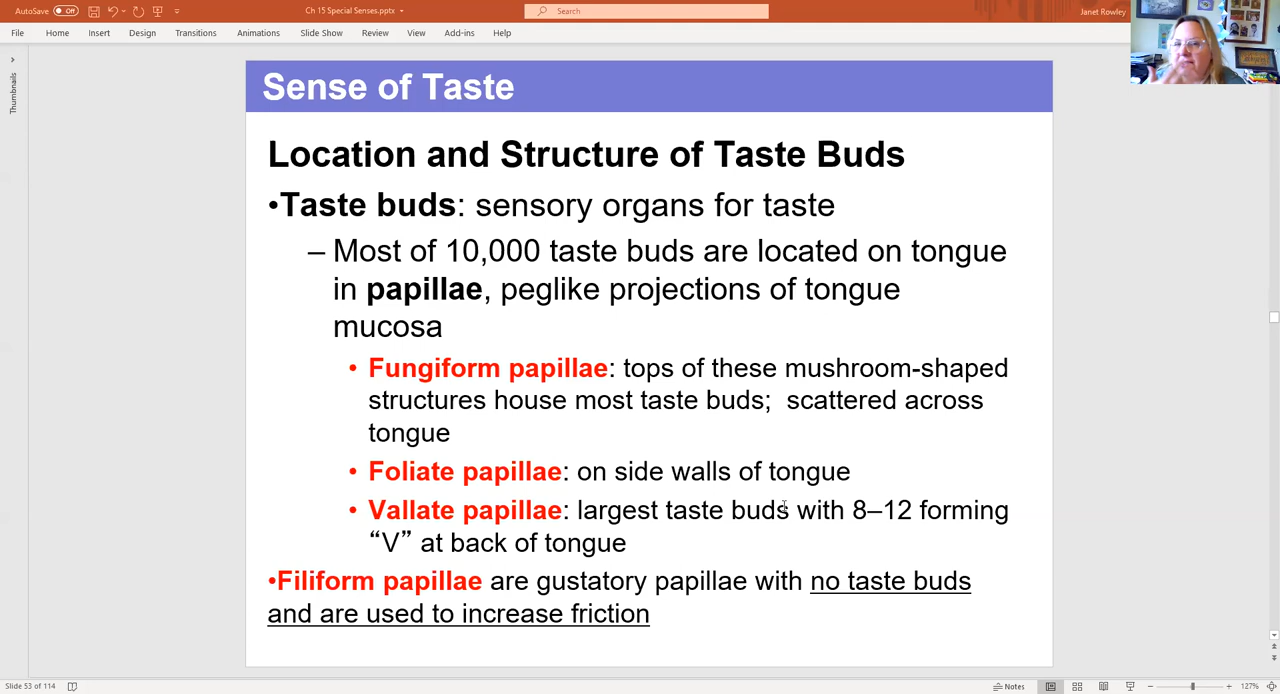 AutoSave Off Ch 15 Special Senses.pptx Search Janet Rowley
File Home Insert Design Transitions Animations Slide Show Review View Add-ins Help
Thumbnails
Sense of Taste
Location and Structure of Taste Buds
•Taste buds: sensory organs for taste
– Most of 10,000 taste buds are located on tongue
in papillae, peglike projections of tongue
mucosa
• Fungiform papillae: tops of these mushroom-shaped
structures house most taste buds; scattered across
tongue
• Foliate papillae: on side walls of tongue
• Vallate papillae: largest taste buds with 8–12 forming
“V” at back of tongue
•Filiform papillae are gustatory papillae with no taste buds
and are used to increase friction
Slide 53 of 114 Notes 127%